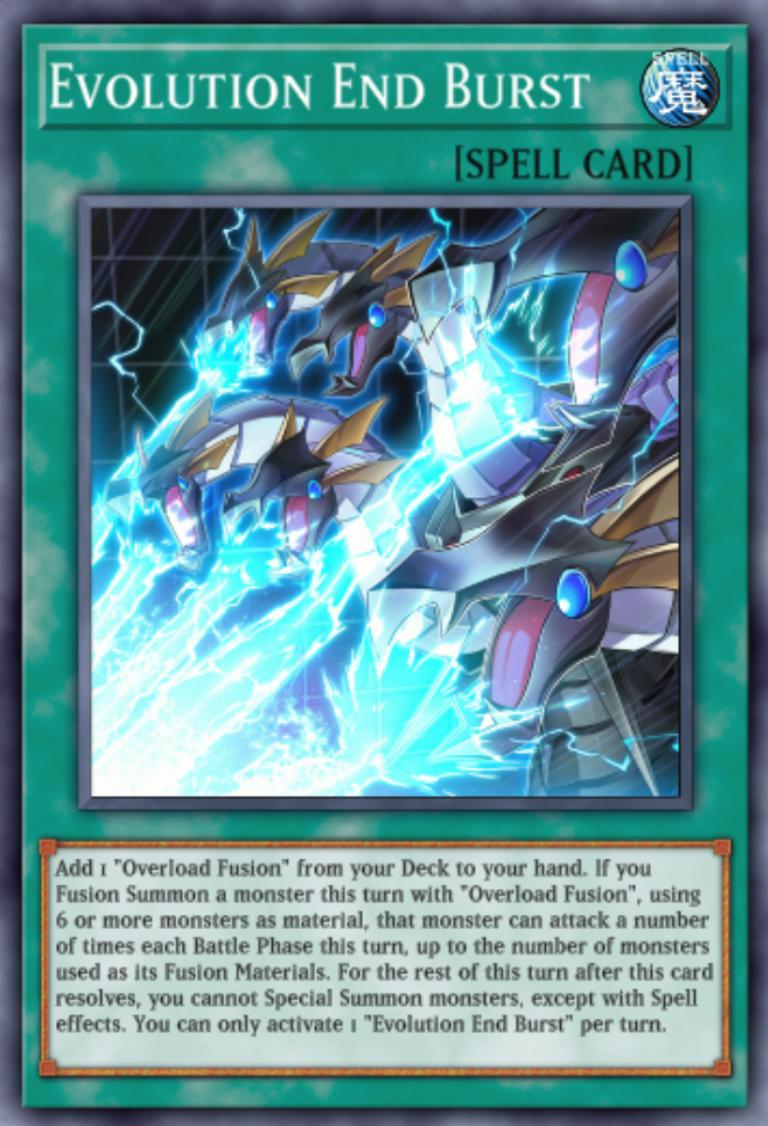 EVOLUTION END BURST
SPELL
魔
[SPELL CARD]
Add 1 "Overload Fusion" from your Deck to your hand. If you
Fusion Summon a monster this turn with "Overload Fusion", using
6 or more monsters as material, that monster can attack a number
of times each Battle Phase this turn, up to the number of monsters
used as its Fusion Materials. For the rest of this turn after this card
resolves, you cannot Special Summon monsters, except with Spell
effects. You can only activate 1 "Evolution End Burst" per turn.